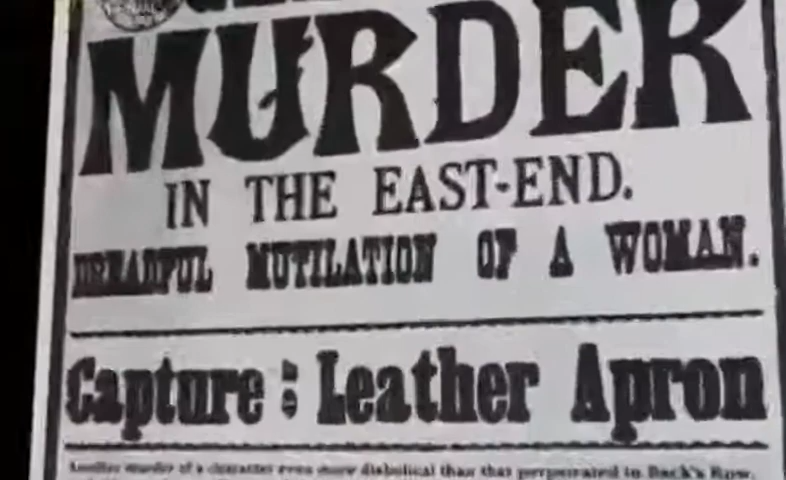 MURDER
IN THE EAST-END.
DREADFUL MUTILATION OF A WOMAN.
Capture : Leather Apron
Another murder of a character even more diabolical than that perpetrated in Buck's Row,